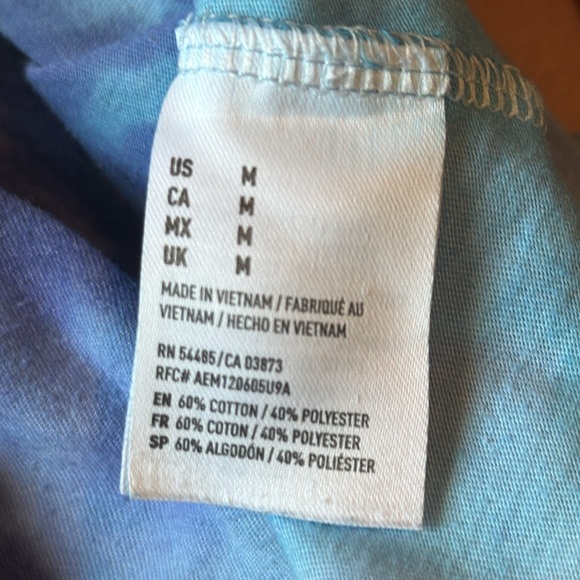 US M
CA M
MX M
UK M
MADE IN VIETNAM / FABRIQUÉ AU
VIETNAM / HECHO EN VIETNAM
RN 54485/CA 03873
RFC# AEM120605U9A
EN 60% COTTON / 40% POLYESTER
FR 60% COTON / 40% POLYESTER
SP 60% ALGODÓN / 40% POLIÉSTER